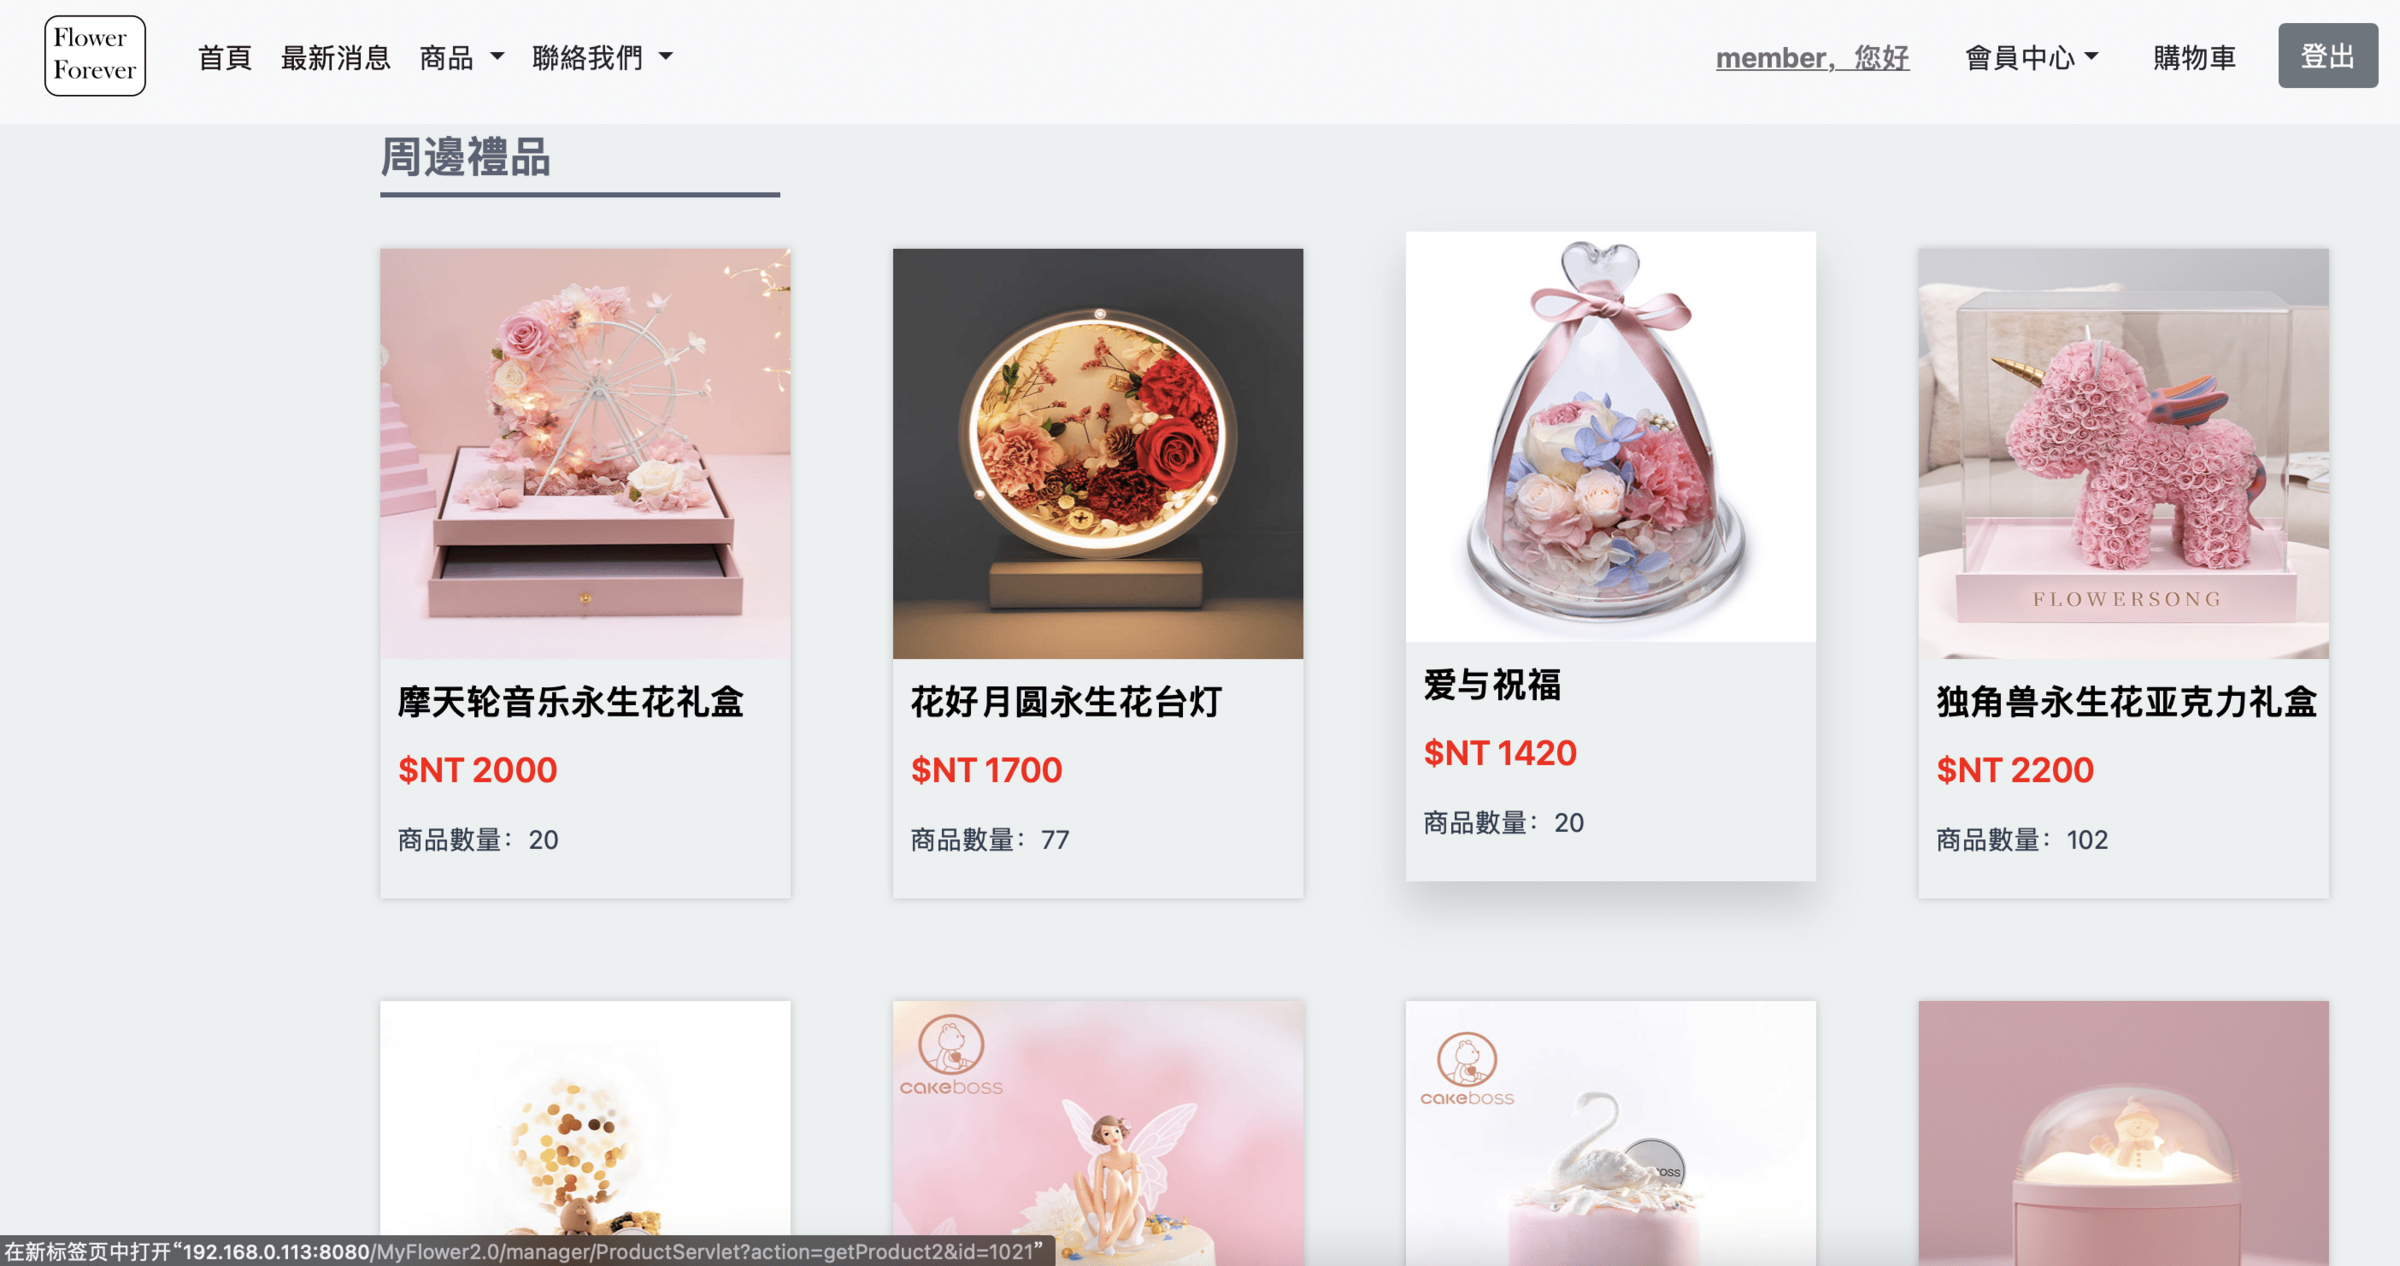 Flower
Forever
首頁 最新消息 商品 聯絡我們 member，您好 會員中心 購物車 登出
周邊禮品
FLOWERSONG
摩天轮音乐永生花礼盒
$NT 2000
商品數量：20
花好月圆永生花台灯
$NT 1700
商品數量：77
爱与祝福
$NT 1420
商品數量：20
独角兽永生花亚克力礼盒
$NT 2200
商品數量：102
cakeboss
cakeboss
在新标签页中打开“192.168.0.113:8080/MyFlower2.0/manager/ProductServlet?action=getProduct2&id=1021”